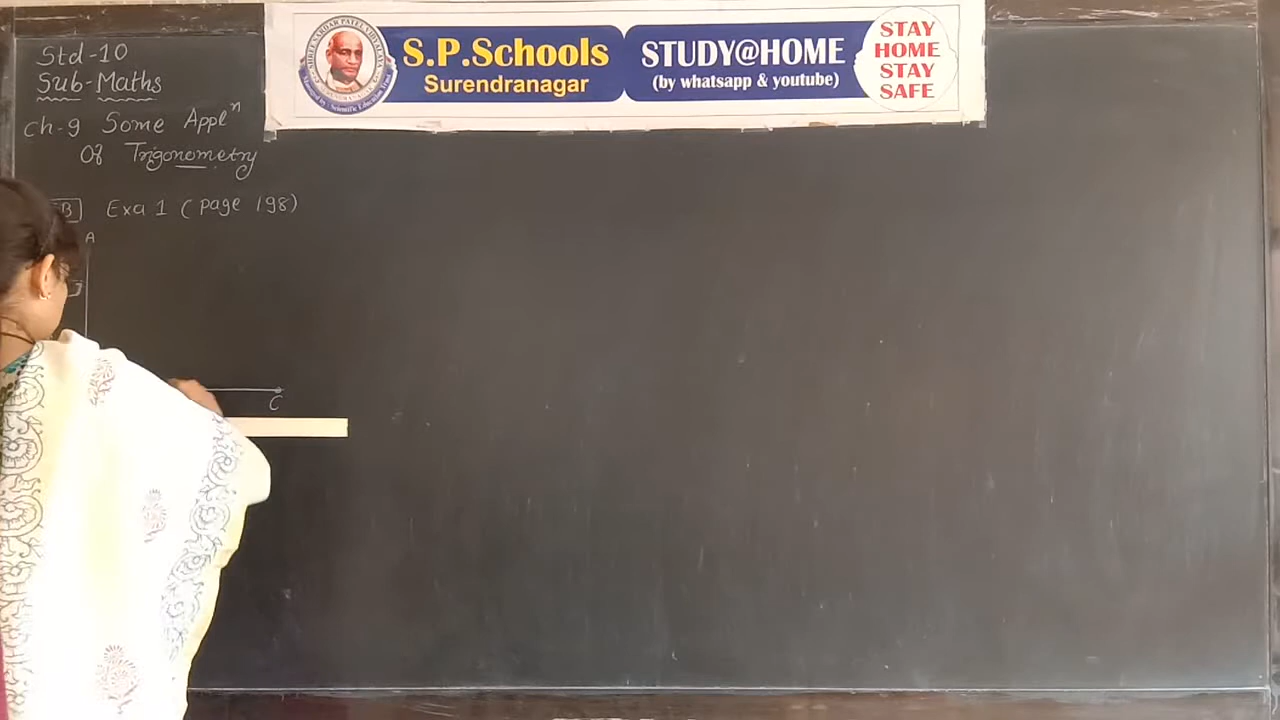 Std-10
Sub-Maths
Ch-9 Some Appl^n
Of Trigonometry
B Exa 1 (page 198)
A
C
S.P.Schools
Surendranagar
STUDY@HOME
(by whatsapp & youtube)
STAY
HOME
STAY
SAFE